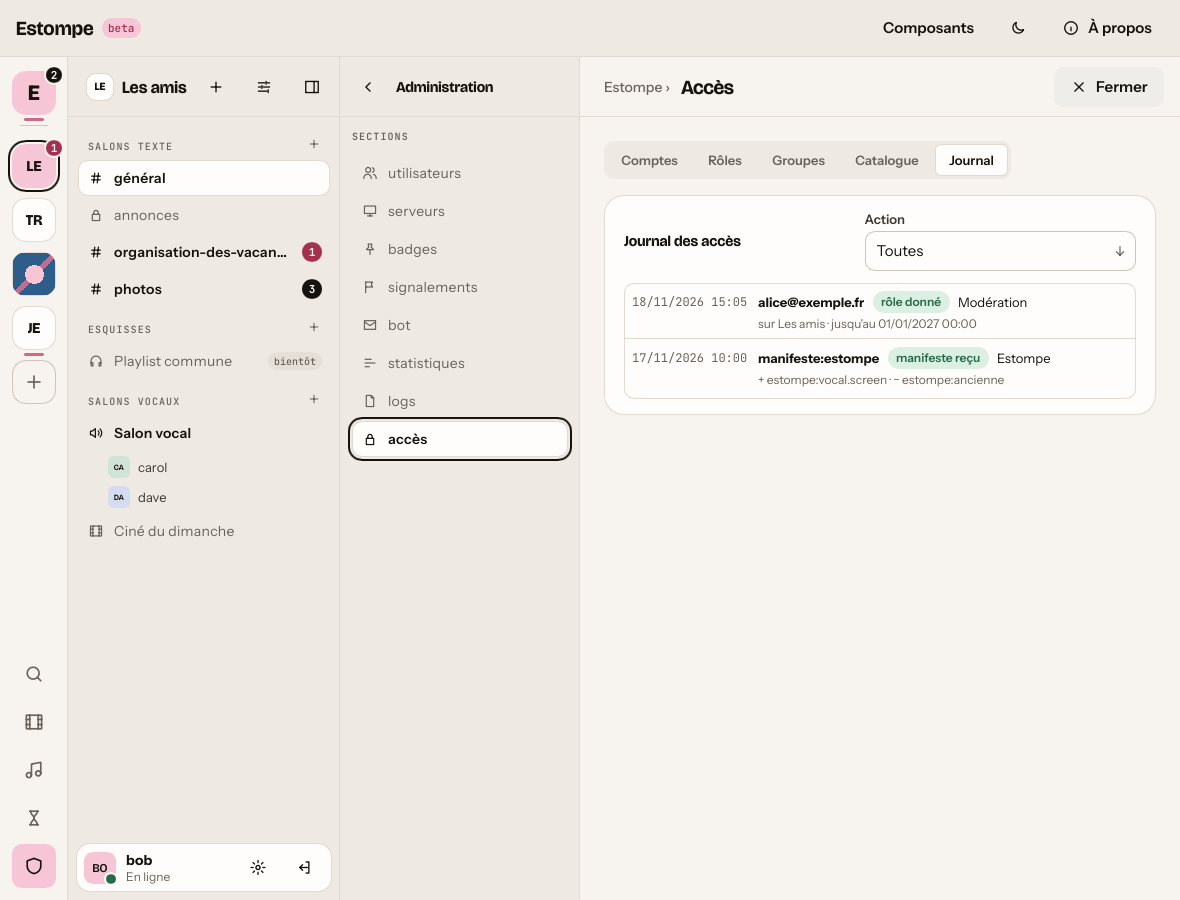 Estompe beta
Composants
À propos
E 2
LE 1
TR
JE
LE Les amis
SALONS TEXTE
# général
annonces
# organisation-des-vacan... 1
# photos 3
ESQUISSES
Playlist commune bientôt
SALONS VOCAUX
Salon vocal
CA carol
DA dave
Ciné du dimanche
BO bob
En ligne
Administration
SECTIONS
utilisateurs
serveurs
badges
signalements
bot
statistiques
logs
accès
Estompe › Accès
Fermer
Comptes Rôles Groupes Catalogue Journal
Journal des accès
Action
Toutes
18/11/2026 15:05 alice@exemple.fr rôle donné Modération
sur Les amis · jusqu'au 01/01/2027 00:00
17/11/2026 10:00 manifeste:estompe manifeste reçu Estompe
+ estompe:vocal.screen · − estompe:ancienne